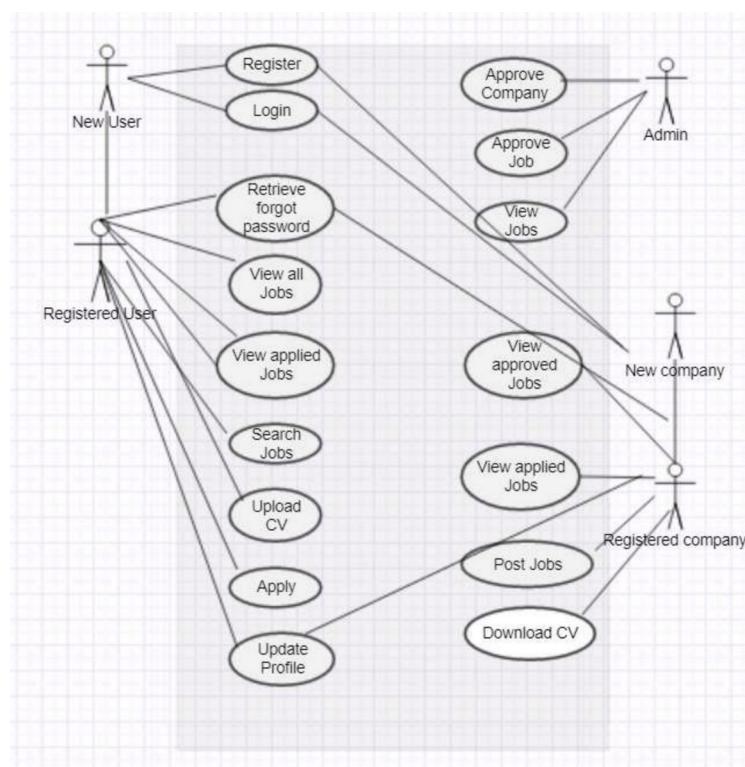 Register
Login
New User
Approve
Company
Approve
Job
View
Jobs
Admin
Retrieve
forgot
password
View all
Jobs
Registered User
View applied
Jobs
Search
Jobs
Upload
CV
Apply
Update
Profile
View
approved
Jobs
New company
View applied
Jobs
Registered company
Post Jobs
Download CV